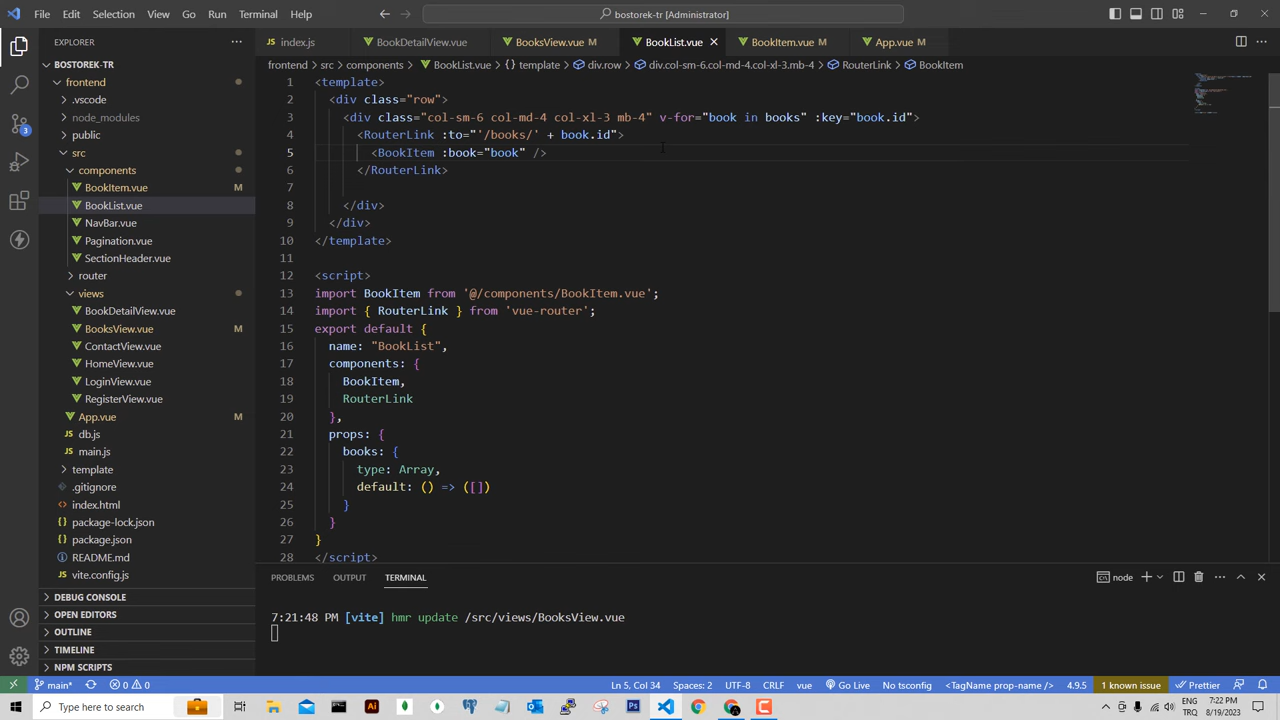 File Edit Selection View Go Run Terminal Help
bostorek-tr [Administrator]
EXPLORER
index.js
BookDetailView.vue
BooksView.vue M
BookList.vue
BookItem.vue M
App.vue M
BOSTOREK-TR
frontend > src > components > BookList.vue > {} template > div.row > div.col-sm-6.col-md-4.col-xl-3.mb-4 > RouterLink > BookItem
frontend
.vscode
node_modules
public
src
components
BookItem.vue M
BookList.vue
NavBar.vue
Pagination.vue
SectionHeader.vue
router
views
BookDetailView.vue
BooksView.vue M
ContactView.vue
HomeView.vue
LoginView.vue
RegisterView.vue
App.vue M
db.js
main.js
template
.gitignore
index.html
package-lock.json
package.json
README.md
vite.config.js
DEBUG CONSOLE
OPEN EDITORS
OUTLINE
TIMELINE
NPM SCRIPTS
3
1 <template>
2 <div class="row">
3 <div class="col-sm-6 col-md-4 col-xl-3 mb-4" v-for="book in books" :key="book.id">
4 <RouterLink :to="'/books/' + book.id">
5 <BookItem :book="book" />
6 </RouterLink>
7
8 </div>
9 </div>
10 </template>
11
12 <script>
13 import BookItem from '@/components/BookItem.vue';
14 import { RouterLink } from 'vue-router';
15 export default {
16 name: "BookList",
17 components: {
18 BookItem,
19 RouterLink
20 },
21 props: {
22 books: {
23 type: Array,
24 default: () => ([])
25 }
26 }
27 }
28 </script>
PROBLEMS OUTPUT TERMINAL
node
7:21:48 PM [vite] hmr update /src/views/BooksView.vue
main* 0 0 Ln 5, Col 34 Spaces: 2 UTF-8 CRLF vue Go Live No tsconfig <TagName prop-name /> 4.9.5 1 known issue Prettier
Type here to search
Ai
Ps
ENG
TRQ
7:22 PM
8/19/2023